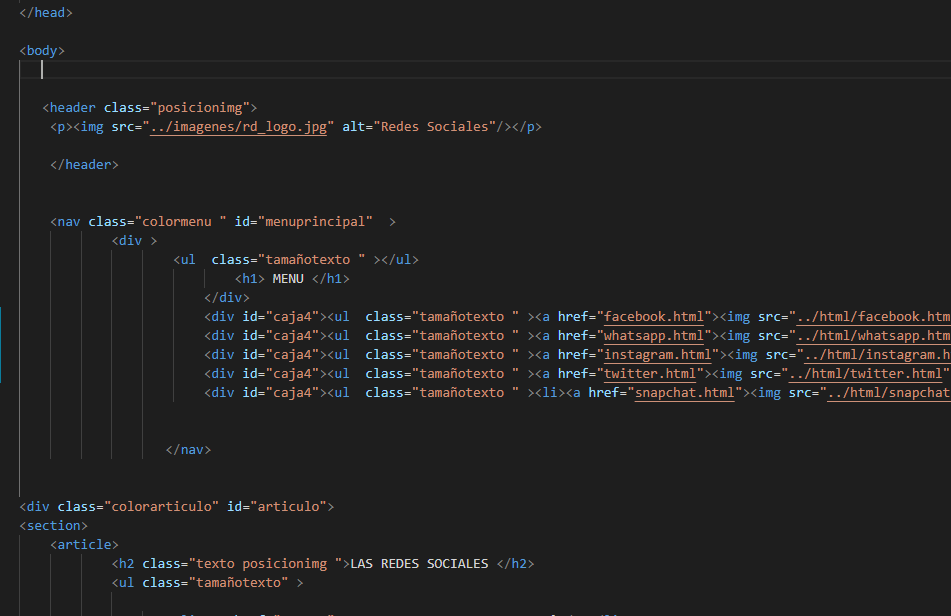 </head>
<body>
<header class="posicionimg">
<p><img src="../imagenes/rd_logo.jpg" alt="Redes Sociales"/></p>
</header>
<nav class="colormenu " id="menuprincipal"  >
<div >
<ul  class="tamañotexto " ></ul>
<h1> MENU </h1>
</div>
<div id="caja4"><ul  class="tamañotexto " ><a href="facebook.html"><img src="../html/facebook.htm
<div id="caja4"><ul  class="tamañotexto " ><a href="whatsapp.html"><img src="../html/whatsapp.htm
<div id="caja4"><ul  class="tamañotexto " ><a href="instagram.html"><img src="../html/instagram.h
<div id="caja4"><ul  class="tamañotexto " ><a href="twitter.html"><img src="../html/twitter.html"
<div id="caja4"><ul  class="tamañotexto " ><li><a href="snapchat.html"><img src="../html/snapchat
</nav>
<div class="colorarticulo" id="articulo">
<section>
<article>
<h2 class="texto posicionimg ">LAS REDES SOCIALES </h2>
<ul class="tamañotexto" >